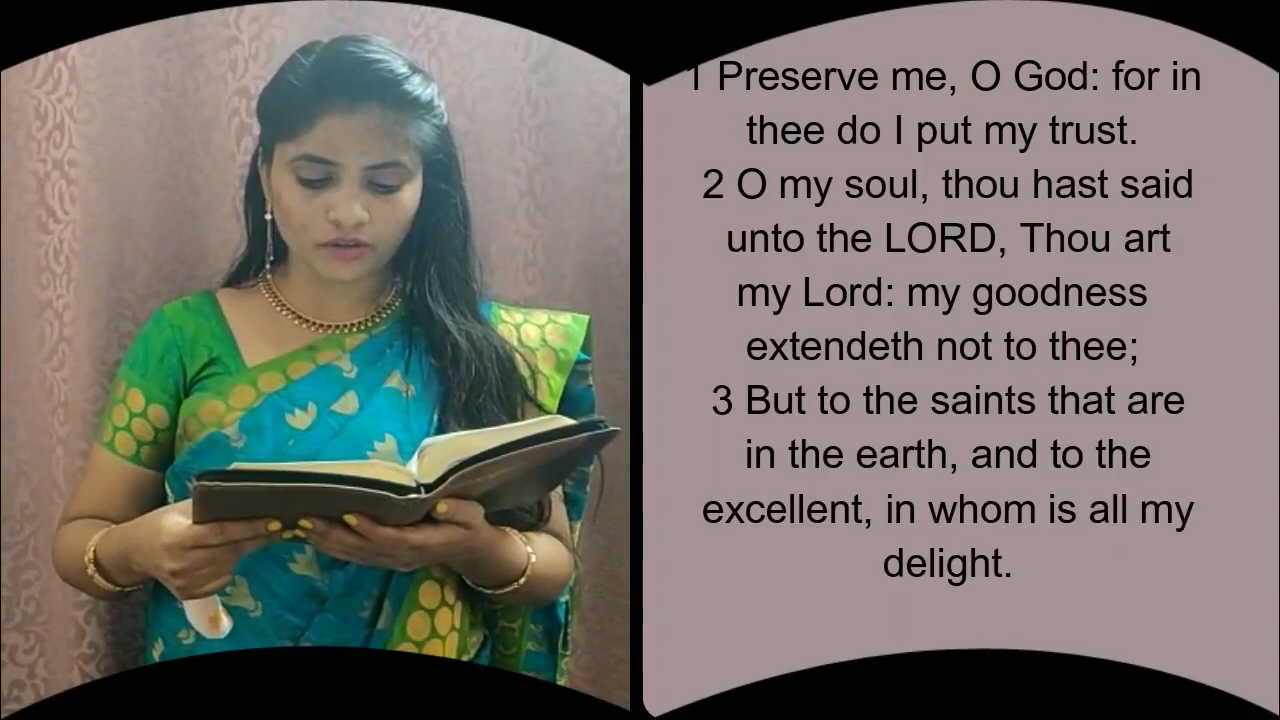 1 Preserve me, O God: for in
thee do I put my trust.
2 O my soul, thou hast said
unto the LORD, Thou art
my Lord: my goodness
extendeth not to thee;
3 But to the saints that are
in the earth, and to the
excellent, in whom is all my
delight.